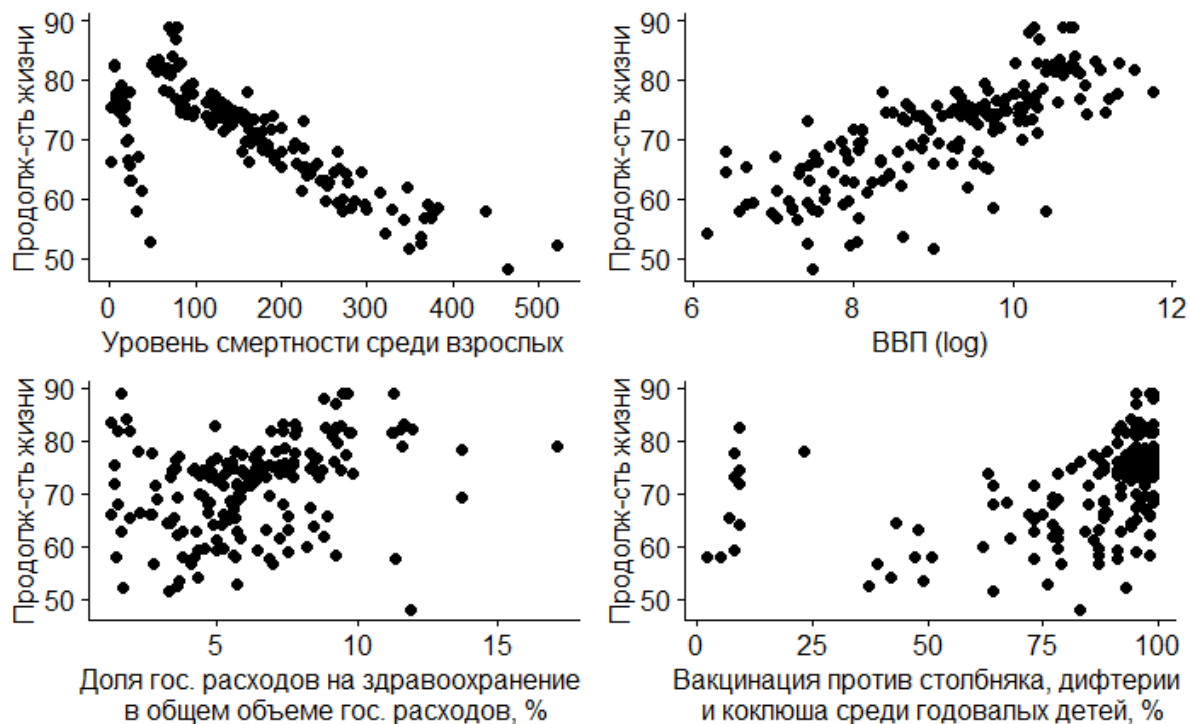 Продолж-сть жизни
90
80
70
60
50
0 100 200 300 400 500
Уровень смертности среди взрослых
Продолж-сть жизни
90
80
70
60
50
6 8 10 12
ВВП (log)
Продолж-сть жизни
90
80
70
60
50
5 10 15
Доля гос. расходов на здравоохранение
в общем объеме гос. расходов, %
Продолж-сть жизни
90
80
70
60
50
0 25 50 75 100
Вакцинация против столбняка, дифтерии
и коклюша среди годовалых детей, %